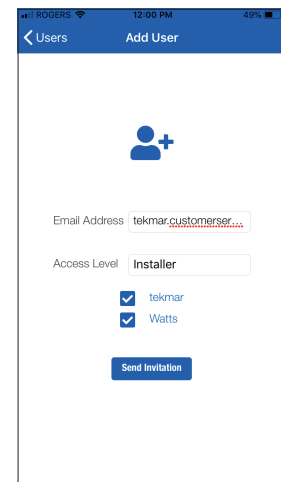 ROGERS 12:00 PM 49%
Users Add User
Email Address tekmar.customerser...
Access Level Installer
tekmar
Watts
Send Invitation